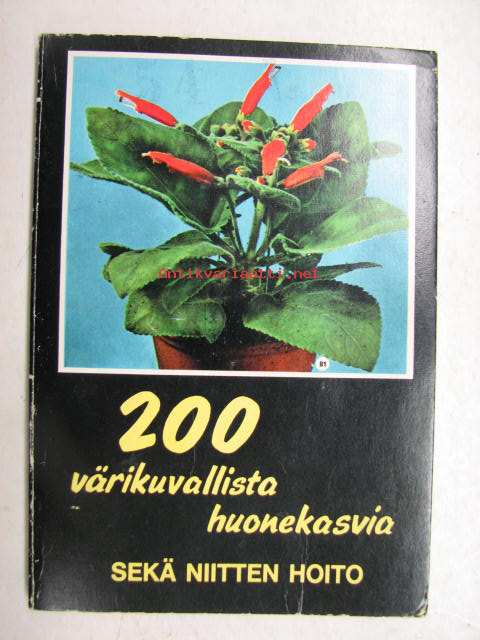 antikvariaatti.net
81
200
värikuvallista
huonekasvia
SEKÄ NIITTEN HOITO